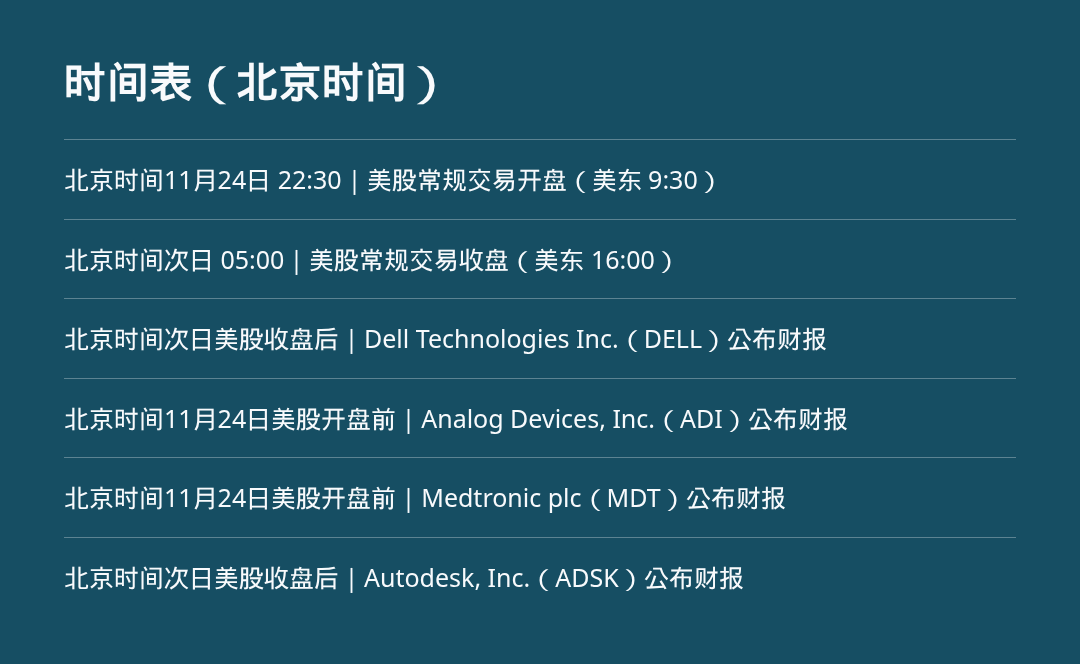 时间表（北京时间）
北京时间11月24日 22:30 | 美股常规交易开盘（美东 9:30）
北京时间次日 05:00 | 美股常规交易收盘（美东 16:00）
北京时间次日美股收盘后 | Dell Technologies Inc.（DELL）公布财报
北京时间11月24日美股开盘前 | Analog Devices, Inc.（ADI）公布财报
北京时间11月24日美股开盘前 | Medtronic plc（MDT）公布财报
北京时间次日美股收盘后 | Autodesk, Inc.（ADSK）公布财报